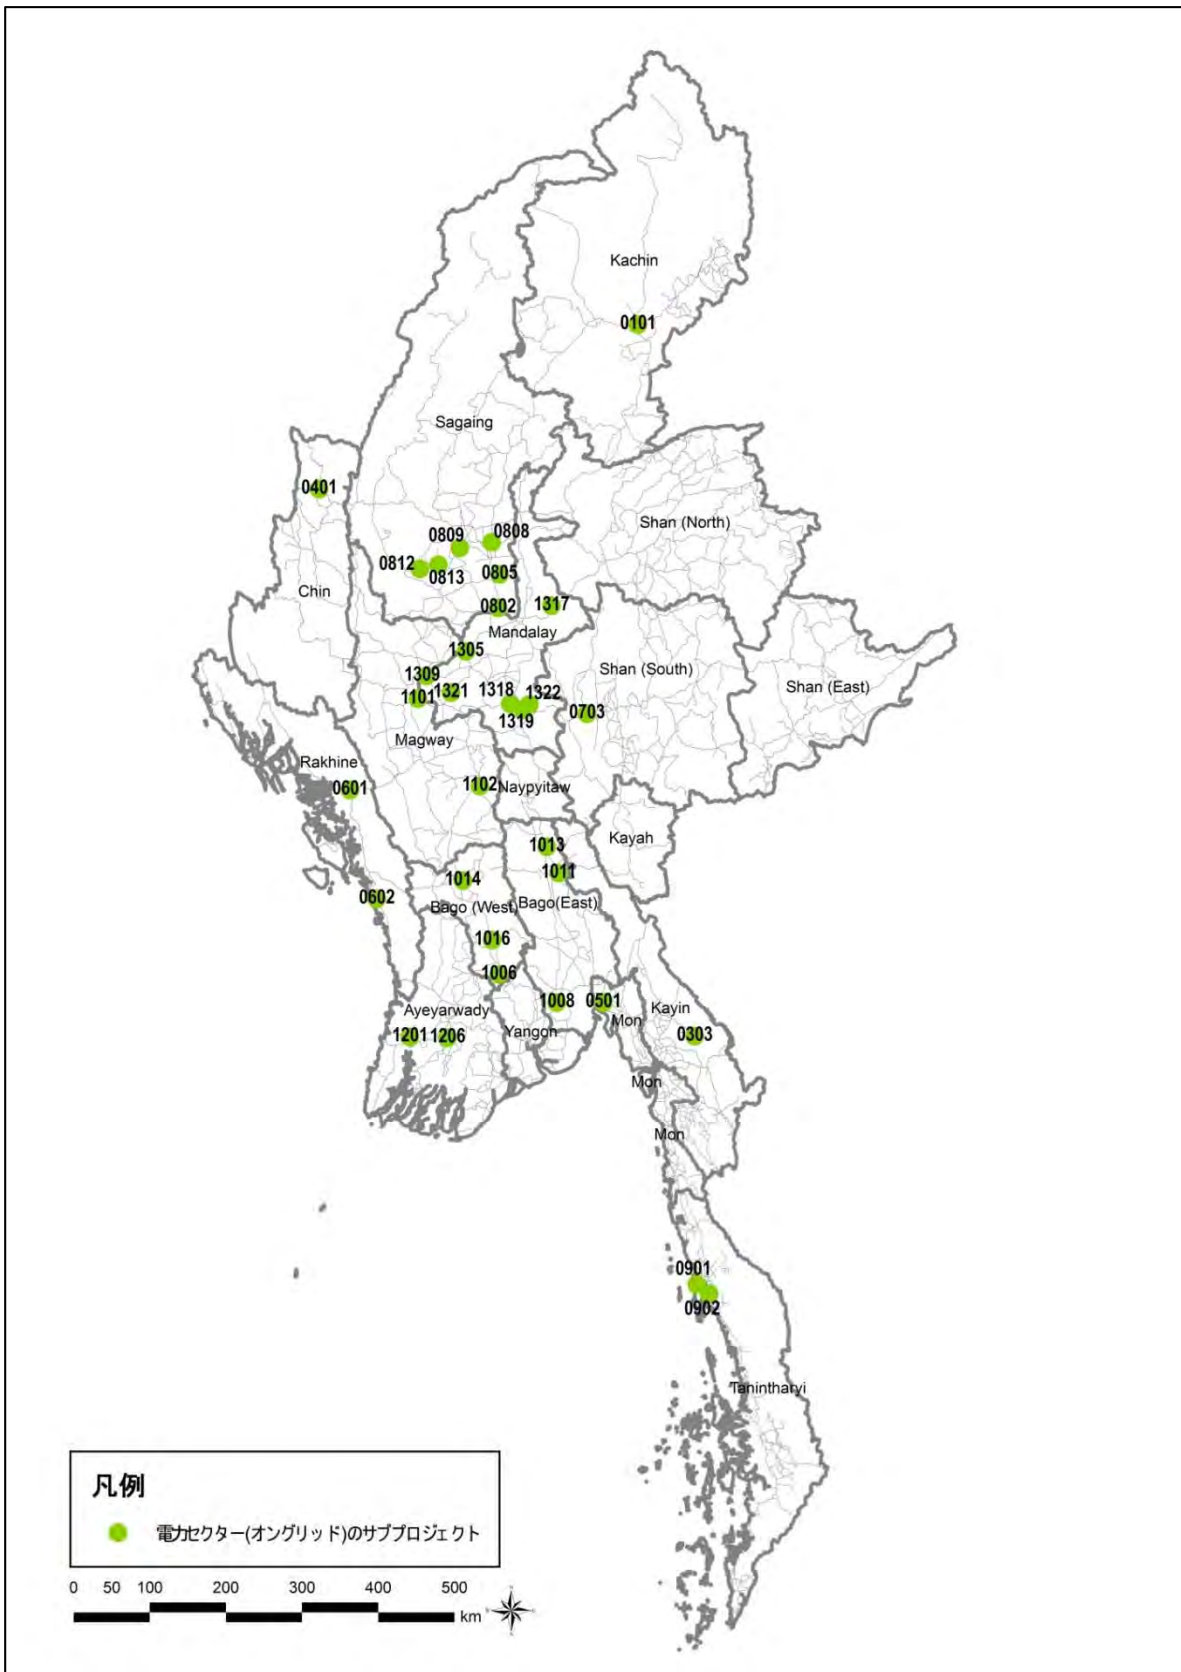 Kachin
0101
Sagaing
0401
Shan (North)
0809
0808
0812
0813
0805
Chin
0802
1317
Mandalay
1305
Shan (South)
1309
Shan (East)
1101
1321
1318
1322
0703
1319
Magway
Rakhine
0601
1102
Naypyitaw
Kayah
1013
1011
1014
0602
Bago (West)
Bago(East)
1016
1006
Ayeyarwady
1008
0501
Kayin
Mon
0303
1201
1206
Yangon
Mon
Mon
0901
0902
Tanintharyi
凡例
電力セクター(オングリッド)のサブプロジェクト
0 50 100 200 300 400 500
km